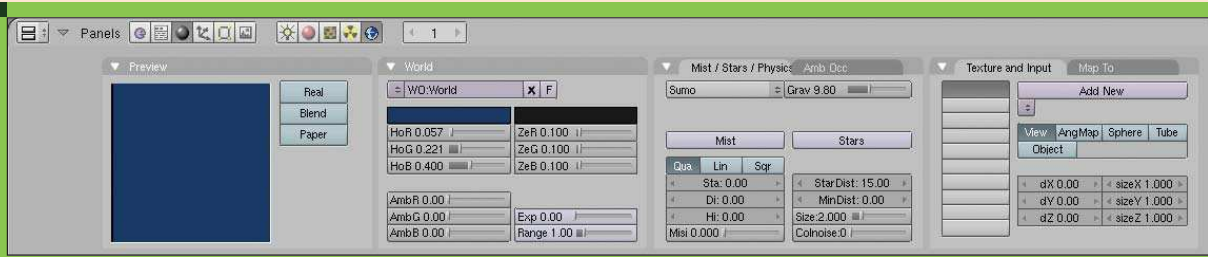 Panels
1
Preview
Real
Blend
Paper
World
WO:World X F
HoR 0.057 ZeR 0.100
HoG 0.221 ZeG 0.100
HoB 0.400 ZeB 0.100
AmbR 0.00
AmbG 0.00 Exp 0.00
AmbB 0.00 Range 1.00
Mist / Stars / Physics Amb Occ
Sumo Grav 9.80
Mist Stars
Qua Lin Sqr
Sta: 0.00 StarDist: 15.00
Di: 0.00 MinDist: 0.00
Hi: 0.00 Size:2.000
Misi 0.000 Colnoise:0
Texture and Input Map To
Add New
View AngMap Sphere Tube
Object
dX 0.00 sizeX 1.000
dY 0.00 sizeY 1.000
dZ 0.00 sizeZ 1.000